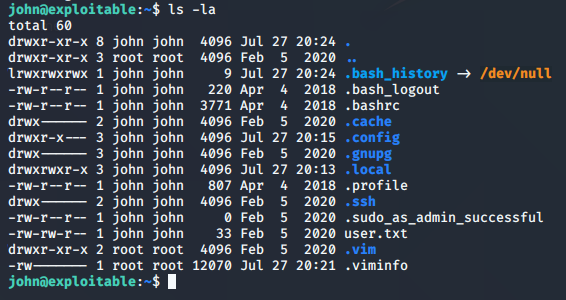 john@exploitable:~$ ls -la
total 60
drwxr-xr-x 8 john john  4096 Jul 27 20:24 .
drwxr-xr-x 3 root root  4096 Feb  5  2020 ..
lrwxrwxrwx 1 john john     9 Jul 27 20:24 .bash_history -> /dev/null
-rw-r--r-- 1 john john   220 Apr  4  2018 .bash_logout
-rw-r--r-- 1 john john  3771 Apr  4  2018 .bashrc
drwx------ 2 john john  4096 Feb  5  2020 .cache
drwxr-x--- 3 john john  4096 Jul 27 20:15 .config
drwx------ 3 john john  4096 Feb  5  2020 .gnupg
drwxrwxr-x 3 john john  4096 Jul 27 20:13 .local
-rw-r--r-- 1 john john   807 Apr  4  2018 .profile
drwx------ 2 john john  4096 Feb  5  2020 .ssh
-rw-r--r-- 1 john john     0 Feb  5  2020 .sudo_as_admin_successful
-rw-r--r-- 1 john john    33 Feb  5  2020 user.txt
drwxr-xr-x 2 root root  4096 Feb  5  2020 .vim
-rw------- 1 root root 12070 Jul 27 20:21 .viminfo
john@exploitable:~$